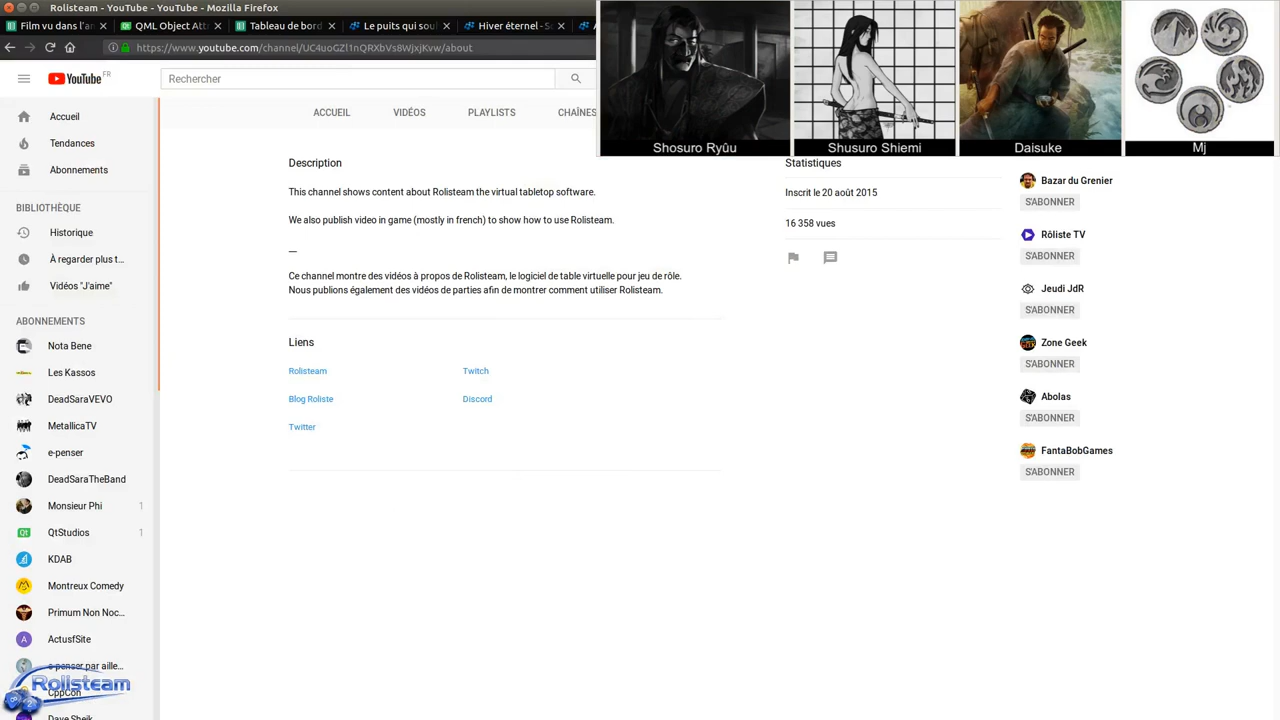 Rolisteam - YouTube - YouTube - Mozilla Firefox
Film vu dans l'a
QML Object Att
Tableau de bord
Le puits qui soul
Hiver éternel - Sc
https://www.youtube.com/channel/UC4uoGZl1nQRXbVs8WJxjKvw/about
YouTube FR
Rechercher
Shosuro Ryûu
Shusuro Shiemi
Daisuke
Mj
ACCUEIL
VIDÉOS
PLAYLISTS
CHAÎNES
Accueil
Tendances
Abonnements
BIBLIOTHÈQUE
Historique
À regarder plus t...
Vidéos "J'aime"
ABONNEMENTS
Nota Bene
Les Kassos
DeadSaraVEVO
MetallicaTV
e-penser
DeadSaraTheBand
Monsieur Phi 1
QtStudios 1
KDAB
Montreux Comedy
Primum Non Noc...
ActusfSite
e-penser par aille...
CppCon
Dave Sheik
Rolisteam
Description
This channel shows content about Rolisteam the virtual tabletop software.
We also publish video in game (mostly in french) to show how to use Rolisteam.
—
Ce channel montre des vidéos à propos de Rolisteam, le logiciel de table virtuelle pour jeu de rôle.
Nous publions également des vidéos de parties afin de montrer comment utiliser Rolisteam.
Liens
Rolisteam
Twitch
Blog Roliste
Discord
Twitter
Statistiques
Inscrit le 20 août 2015
16 358 vues
Bazar du Grenier
S'ABONNER
Rôliste TV
S'ABONNER
Jeudi JdR
S'ABONNER
Zone Geek
S'ABONNER
Abolas
S'ABONNER
FantaBobGames
S'ABONNER